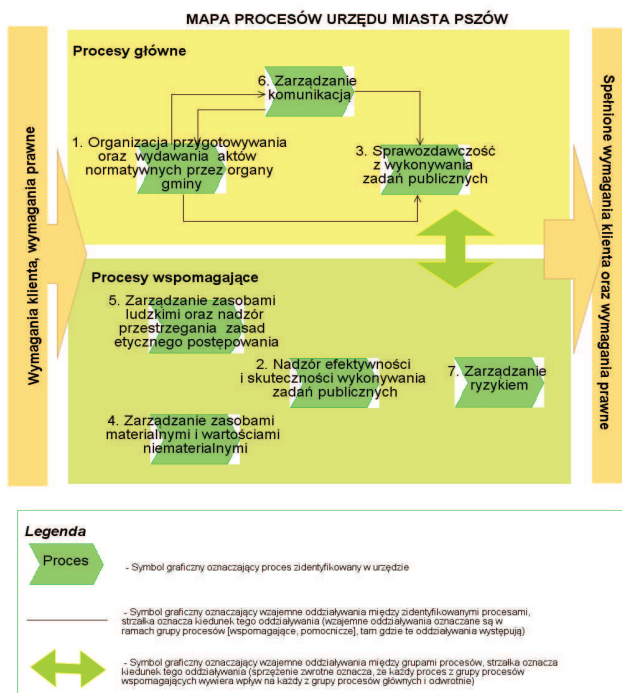 MAPA PROCESÓW URZĘDU MIASTA PSZÓW
Wymagania klienta, wymagania prawne
Procesy główne
6. Zarządzanie
komunikacją
1. Organizacja przygotowywania
oraz wydawania aktów
normatywnych przez organy
gminy
3. Sprawozdawczość
z wykonywania
zadań publicznych
Procesy wspomagające
5. Zarządzanie zasobami
ludzkimi oraz nadzór
przestrzegania zasad
etycznego postępowania
2. Nadzór efektywności
i skuteczności wykonywania
zadań publicznych
7. Zarządzanie
ryzykiem
4. Zarządzanie zasobami
materialnymi i wartościami
niematerialnymi
Spełnione wymagania klienta oraz wymagania prawne
Legenda
Proces
- Symbol graficzny oznaczający proces zidentyfikowany w urzędzie
- Symbol graficzny oznaczający wzajemne oddziaływania między zidentyfikowanymi procesami,
strzałka oznacza kiedunek tego oddziaływania (wzajemne oddziaływania oznaczane są w
ramach grupy procesów [wspomagające, pomocnicze], tam gdzie te oddziaływania występują)
- Symbol graficzny oznaczający wzajemne oddziaływania między grupami procesów, strzałka oznacza
kiedunek tego oddziaływania (sprzężenie zwrotne oznacza, że każdy proces z grupy procesów
wspomagających wywiera wpływ na każdy z grupy procesów głównych i odwrotnie)